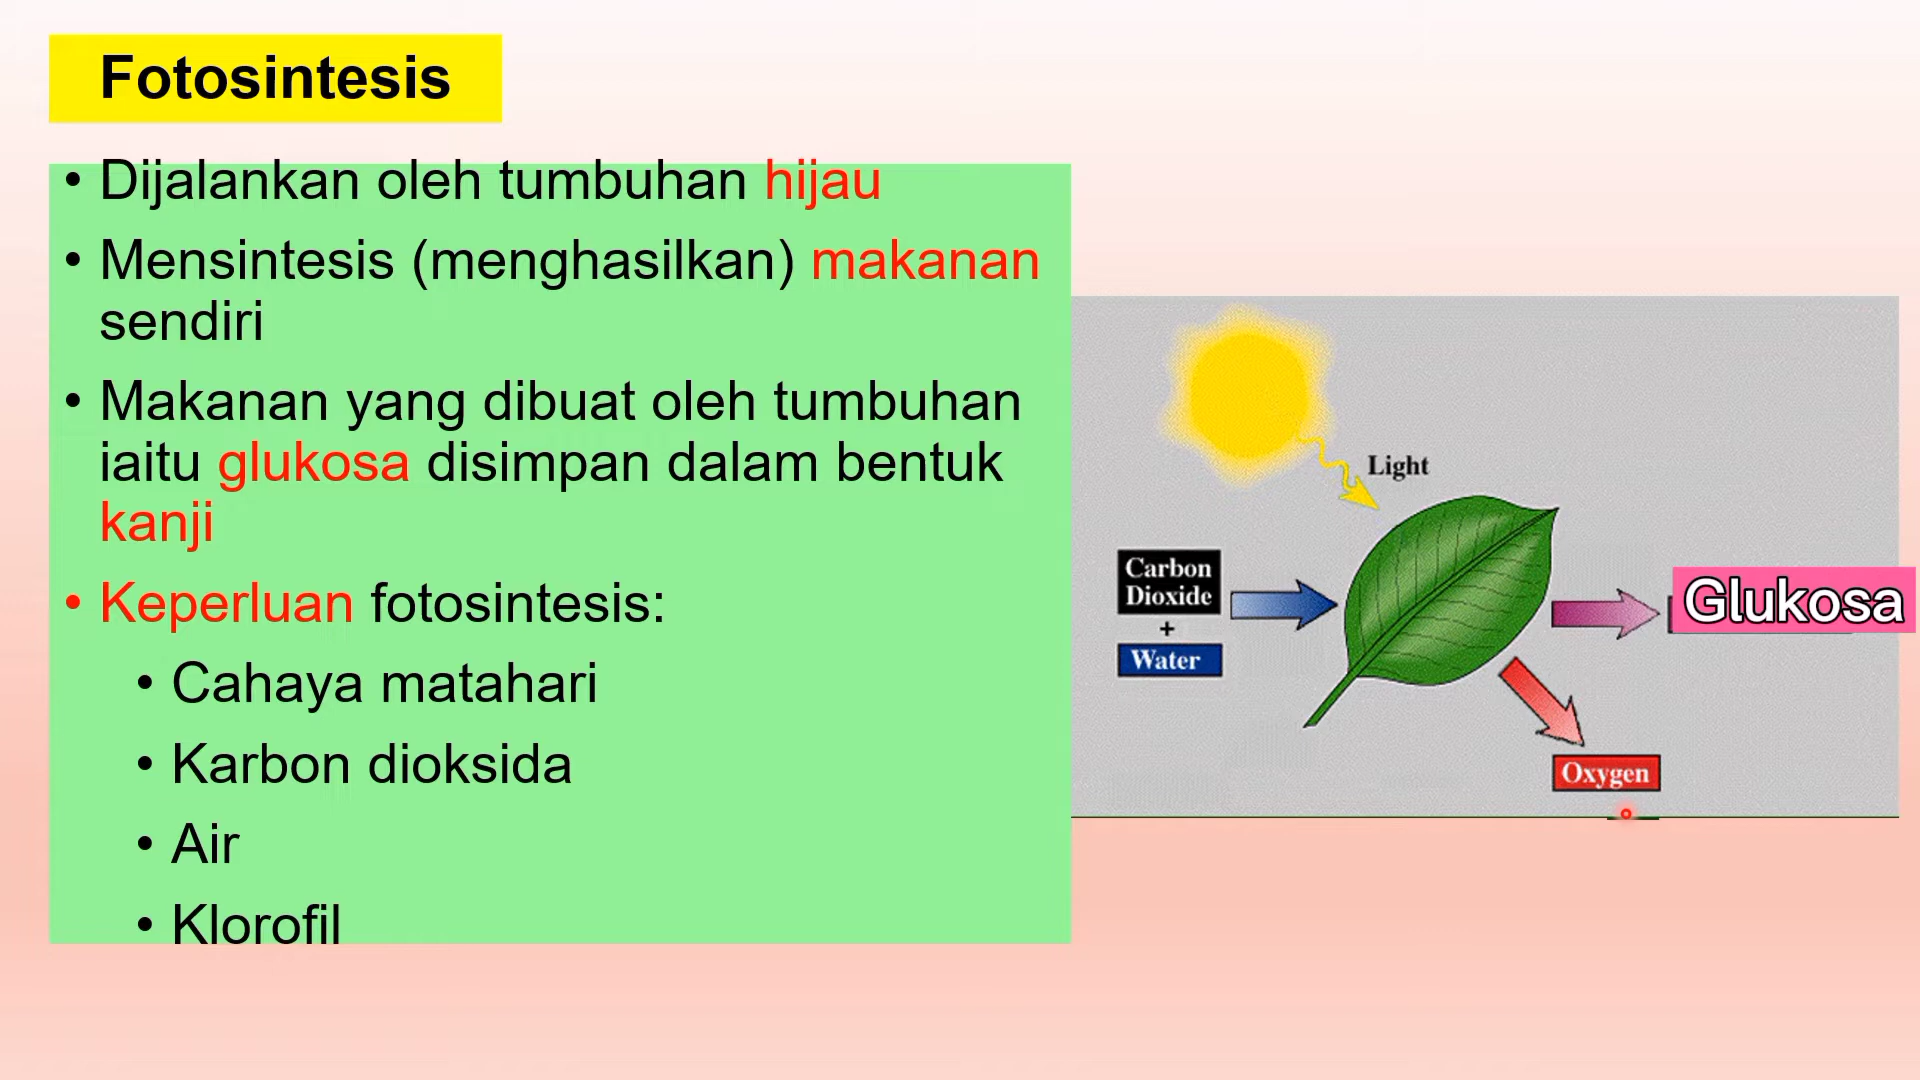 Fotosintesis
• Dijalankan oleh tumbuhan hijau
• Mensintesis (menghasilkan) makanan
sendiri
• Makanan yang dibuat oleh tumbuhan
iaitu glukosa disimpan dalam bentuk
kanji
• Keperluan fotosintesis:
• Cahaya matahari
• Karbon dioksida
• Air
• Klorofil
Light
Carbon
Dioxide
+
Water
Glukosa
Oxygen